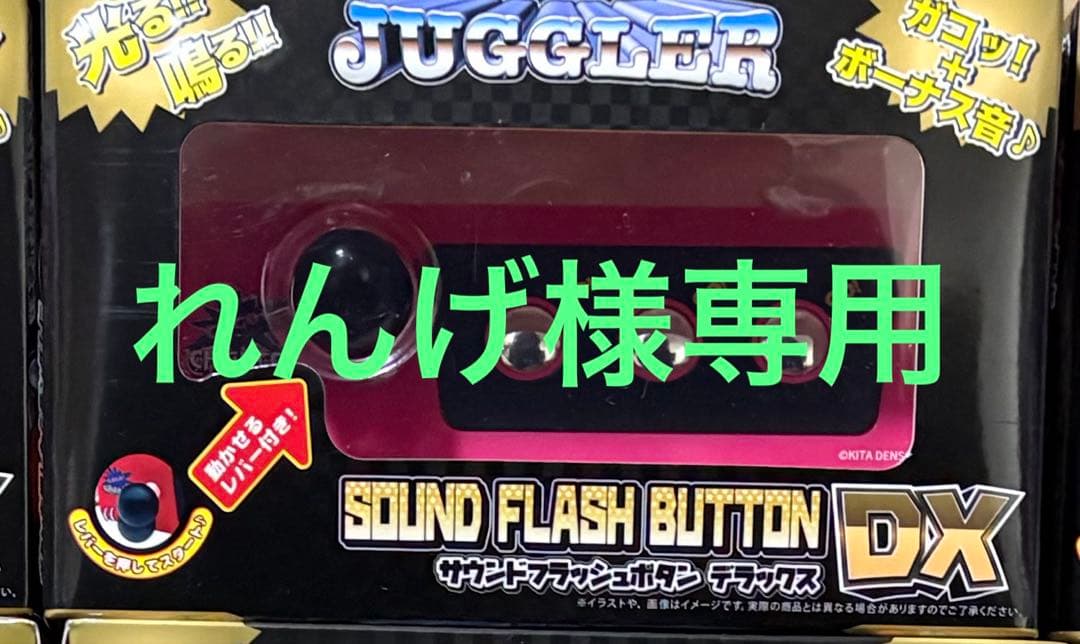 光る!!!
鳴る!!!
JUGGLER
ガコッ!
+
ボーナス音♪
れんげ様専用
動かせる
レバー付き!
©KITA DENS
レバーを押してスタート♪
SOUND FLASH BUTTON DX
サウンドフラッシュボタン デラックス
※イラストや、画像はイメージです。実際の商品とは異なる場合がありますのでご了承ください。